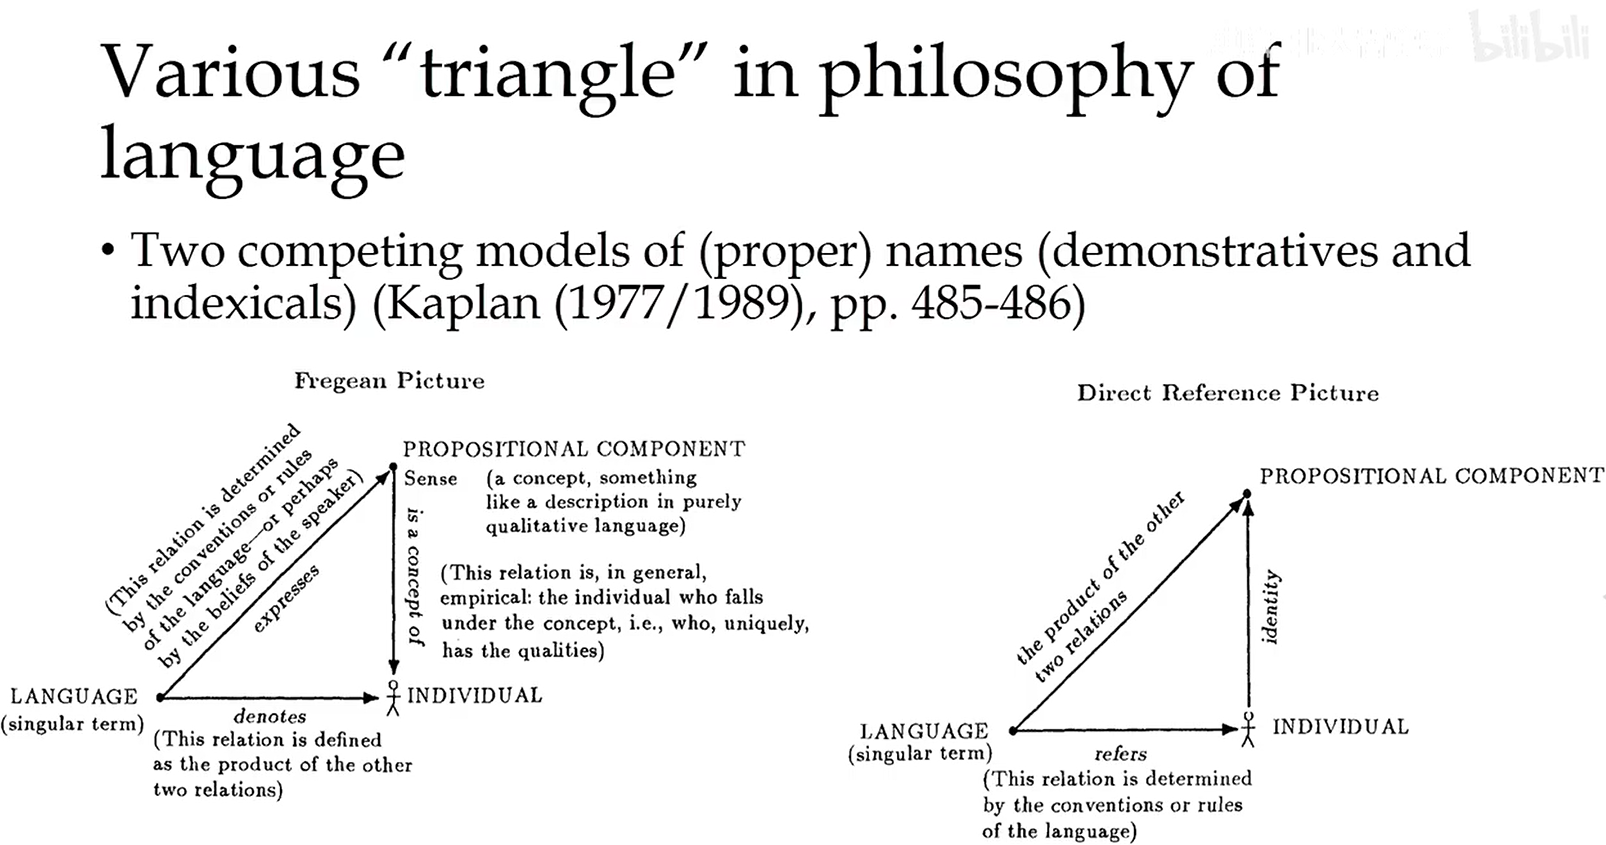 Various “triangle” in philosophy of
language
• Two competing models of (proper) names (demonstratives and
indexicals) (Kaplan (1977/1989), pp. 485-486)
Fregean Picture
(This relation is determined
by the conventions or rules
of the language—or perhaps
by the beliefs of the speaker)
expresses
PROPOSITIONAL COMPONENT
Sense (a concept, something
like a description in purely
qualitative language)
is a concept of
(This relation is, in general,
empirical: the individual who falls
under the concept, i.e., who, uniquely,
has the qualities)
LANGUAGE
(singular term)
INDIVIDUAL
denotes
(This relation is defined
as the product of the other
two relations)
Direct Reference Picture
PROPOSITIONAL COMPONENT
the product of the other
two relations
identity
LANGUAGE
(singular term)
INDIVIDUAL
refers
(This relation is determined
by the conventions or rules
of the language)
bilibili